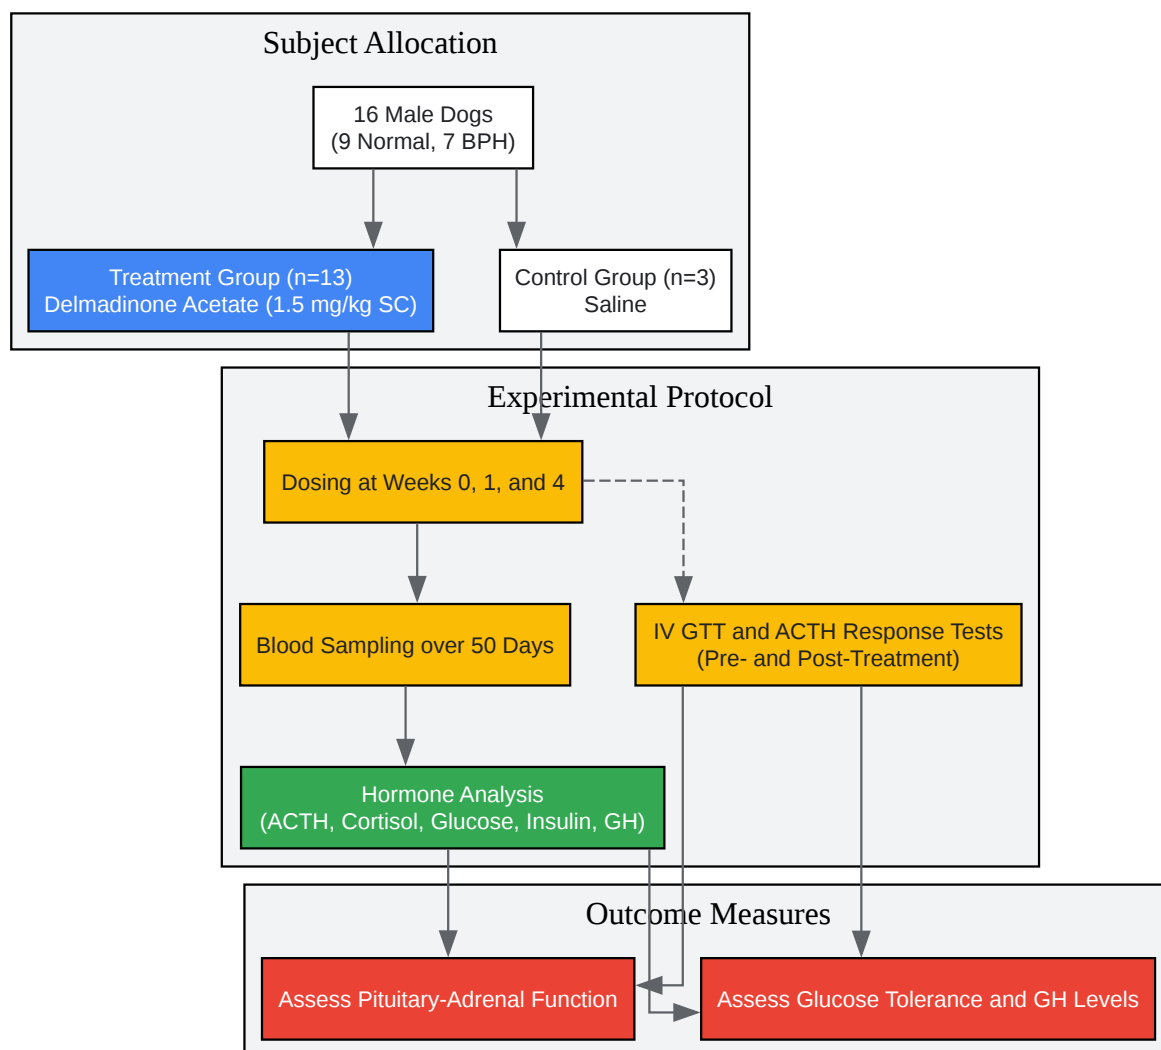 Subject Allocation
16 Male Dogs
(9 Normal, 7 BPH)
Treatment Group (n=13)
Delmadinone Acetate (1.5 mg/kg SC)
Control Group (n=3)
Saline
Experimental Protocol
Dosing at Weeks 0, 1, and 4
Blood Sampling over 50 Days
IV GTT and ACTH Response Tests
(Pre- and Post-Treatment)
Hormone Analysis
(ACTH, Cortisol, Glucose, Insulin, GH)
Outcome Measures
Assess Pituitary-Adrenal Function
Assess Glucose Tolerance and GH Levels